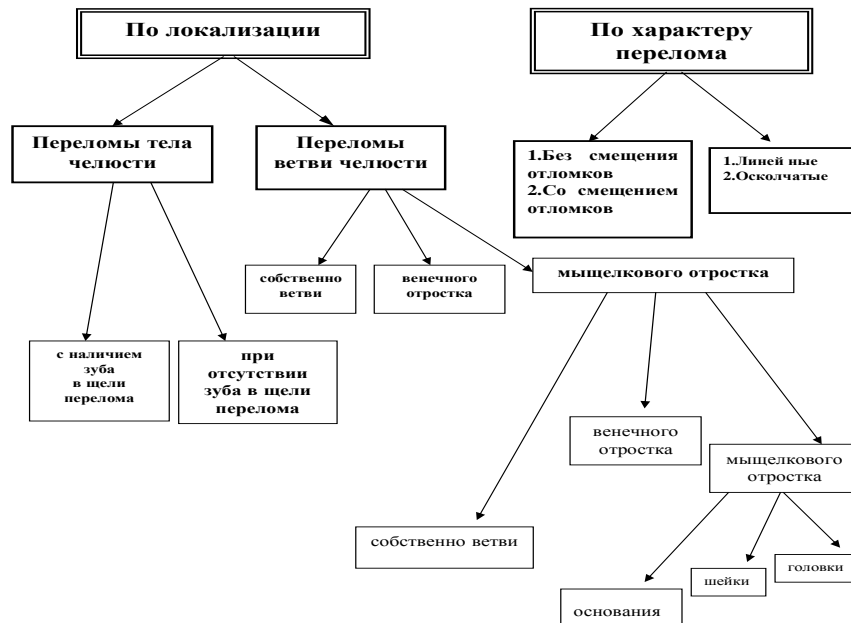 По локализации
По характеру
перелома
Переломы тела
челюсти
Переломы
ветви челюсти
1.Без смещения
отломков
2.Со смещением
отломков
1.Линей ные
2.Осколчатые
собственно
ветви
венечного
отростка
мыщелкового отростка
с наличием
зуба
в щели
перелома
при
отсутствии
зуба в щели
перелома
венечного
отростка
мыщелкового
отростка
собственно ветви
основания
шейки
головки